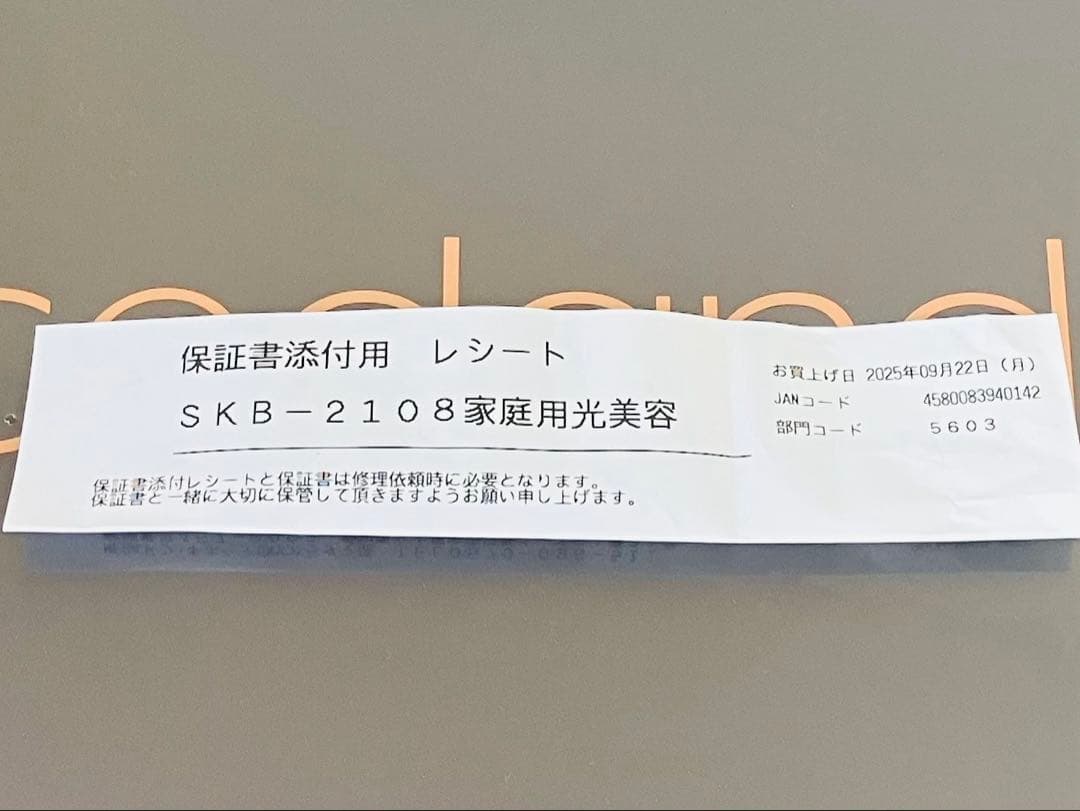 保証書添付用 レシート
SKB－2108家庭用光美容
お買上げ日 2025年09月22日（月）
JANコード 4580083940142
部門コード 5603
保証書添付レシートと保証書は修理依頼時に必要となります。
保証書と一緒に大切に保管して頂きますようお願い申し上げます。